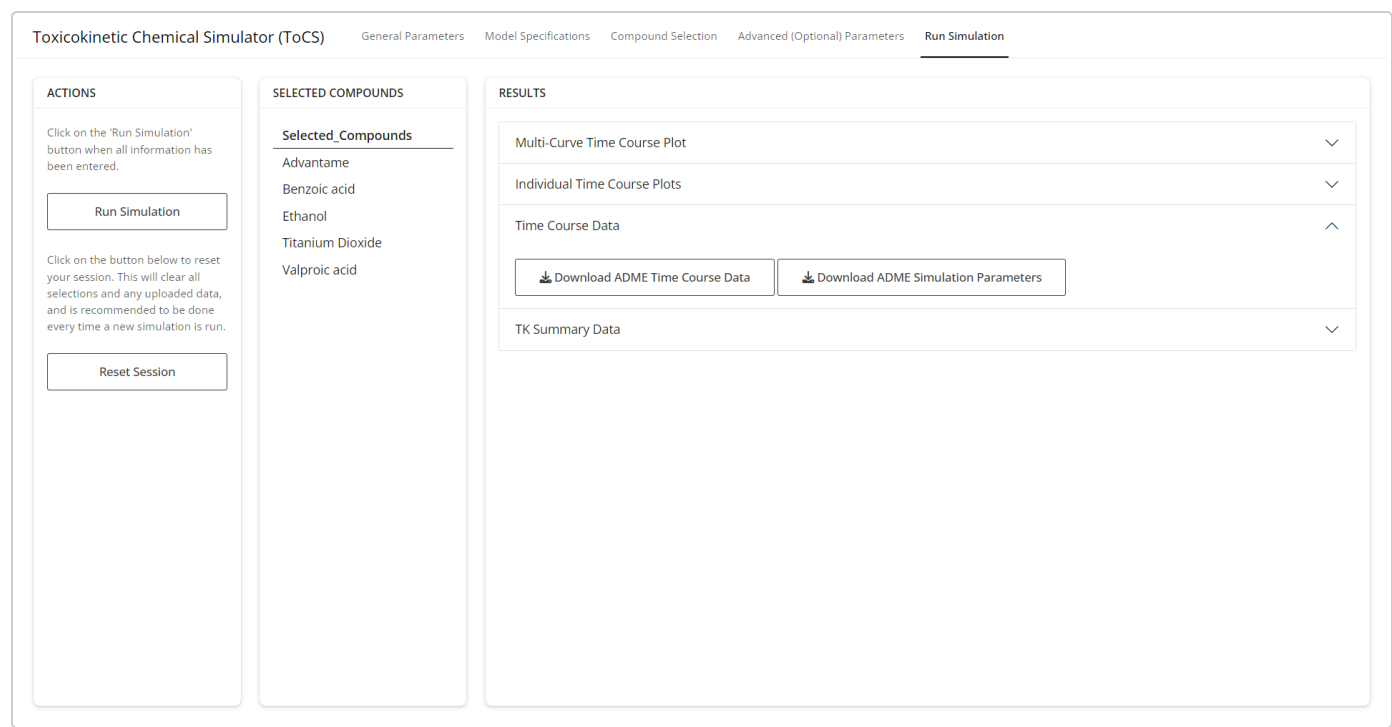 Toxicokinetic Chemical Simulator (ToCS) General Parameters Model Specifications Compound Selection Advanced (Optional) Parameters Run Simulation
ACTIONS
Click on the 'Run Simulation'
button when all information has
been entered.
Run Simulation
Click on the button below to reset
your session. This will clear all
selections and any uploaded data,
and is recommended to be done
every time a new simulation is run.
Reset Session
SELECTED COMPOUNDS
Selected_Compounds
Advantame
Benzoic acid
Ethanol
Titanium Dioxide
Valproic acid
RESULTS
Multi-Curve Time Course Plot
Individual Time Course Plots
Time Course Data
Download ADME Time Course Data Download ADME Simulation Parameters
TK Summary Data